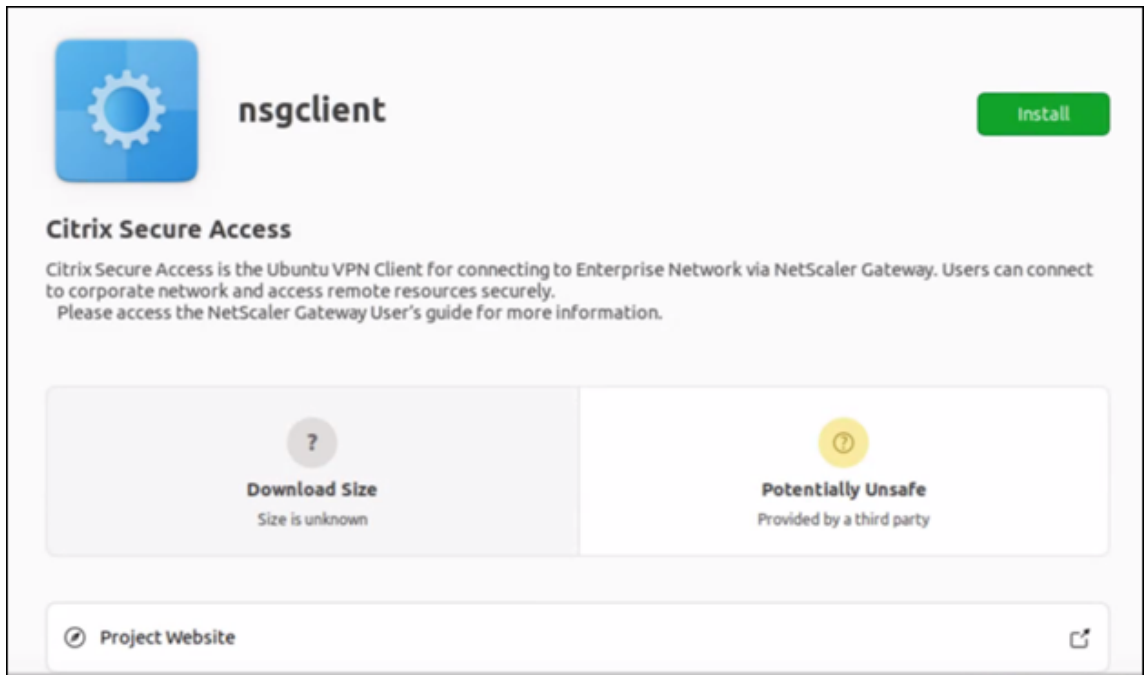 nsgclient
Install
Citrix Secure Access
Citrix Secure Access is the Ubuntu VPN Client for connecting to Enterprise Network via NetScaler Gateway. Users can connect
to corporate network and access remote resources securely.
Please access the NetScaler Gateway User's guide for more information.
?
Download Size
Size is unknown
?
Potentially Unsafe
Provided by a third party
Project Website